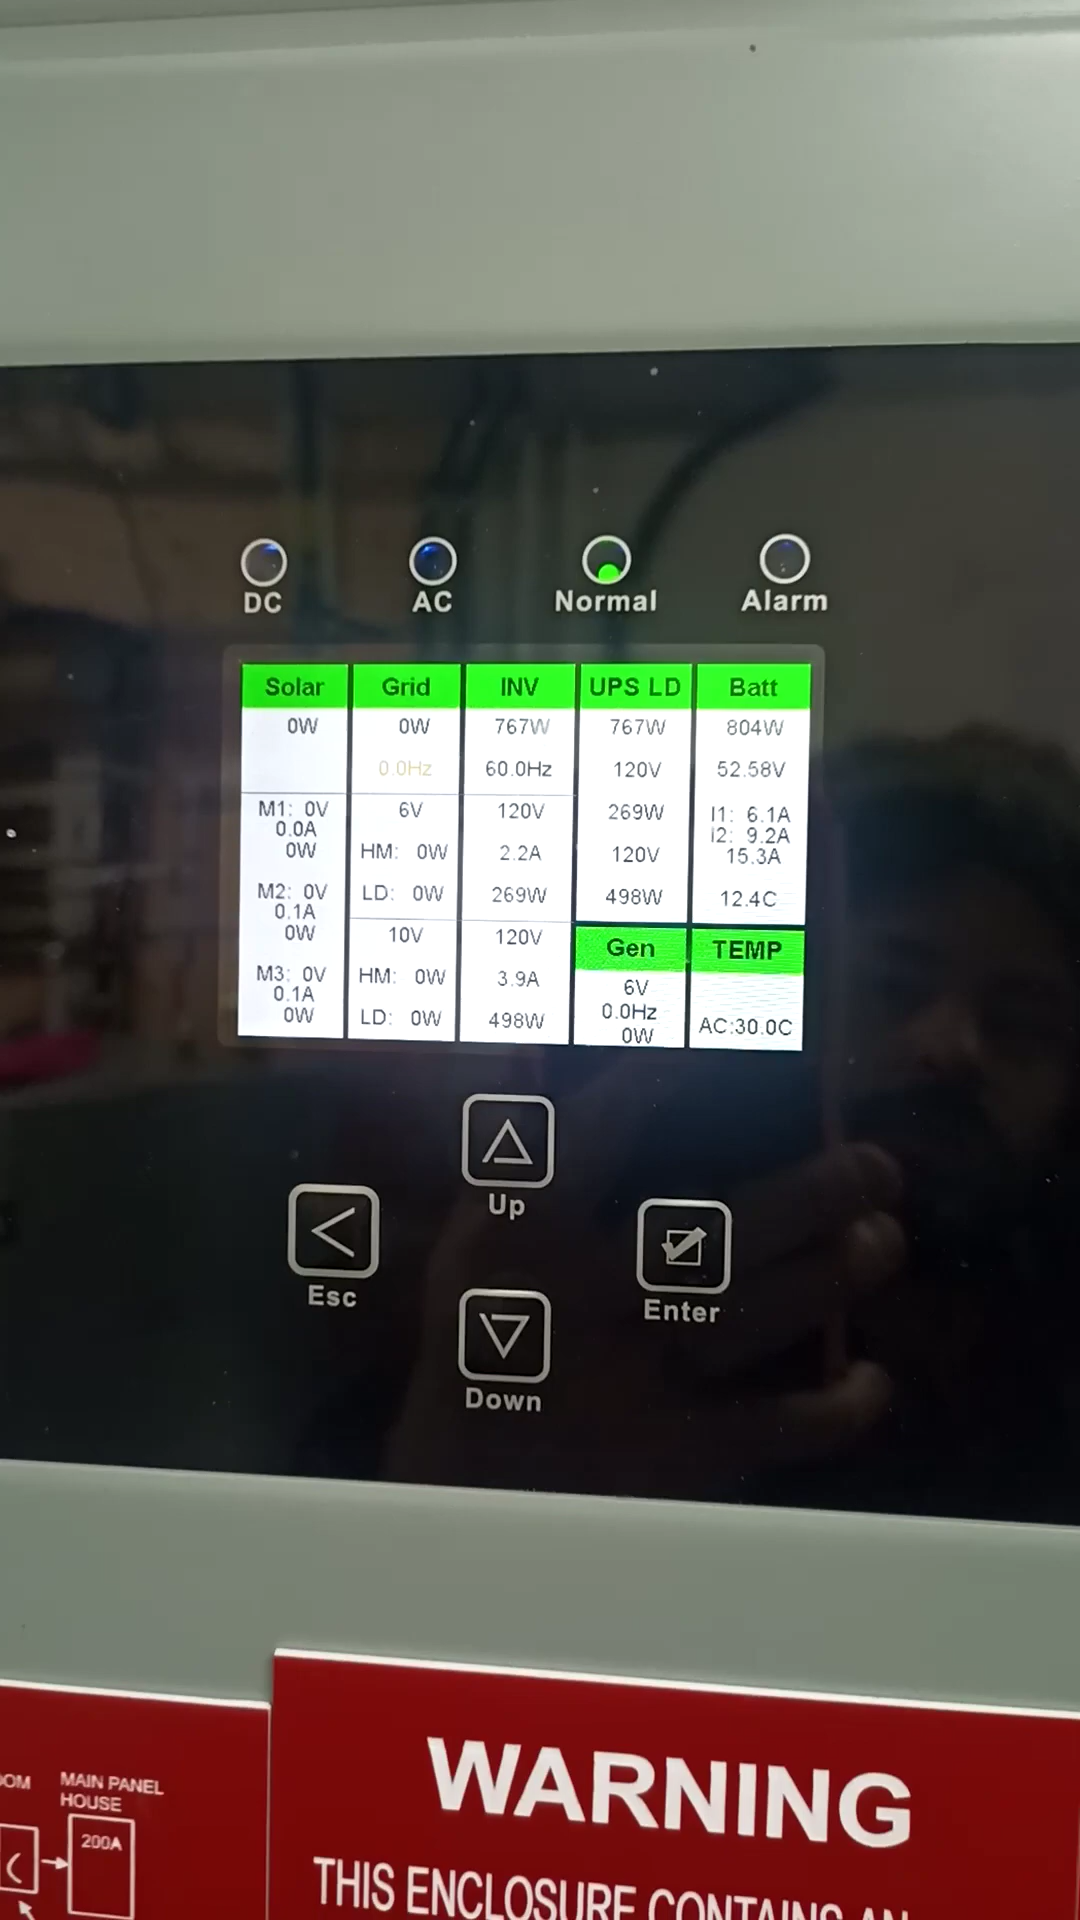 DC AC Normal Alarm
Solar Grid INV UPS LD Batt
0W
M1: 0V
0.0A
0W
M2: 0V
0.1A
0W
M3: 0V
0.1A
0W
0W
0.0Hz
6V
HM: 0W
LD: 0W
10V
HM: 0W
LD: 0W
767W
60.0Hz
120V
2.2A
269W
120V
3.9A
498W
767W
120V
269W
120V
498W
Gen
6V
0.0Hz
0W
804W
52.58V
I1: 6.1A
I2: 9.2A
15.3A
12.4C
TEMP
AC:30.0C
Up
Esc
Enter
Down
MAIN PANEL
HOUSE
200A
WARNING
THIS ENCLOSURE CONTAINS AN